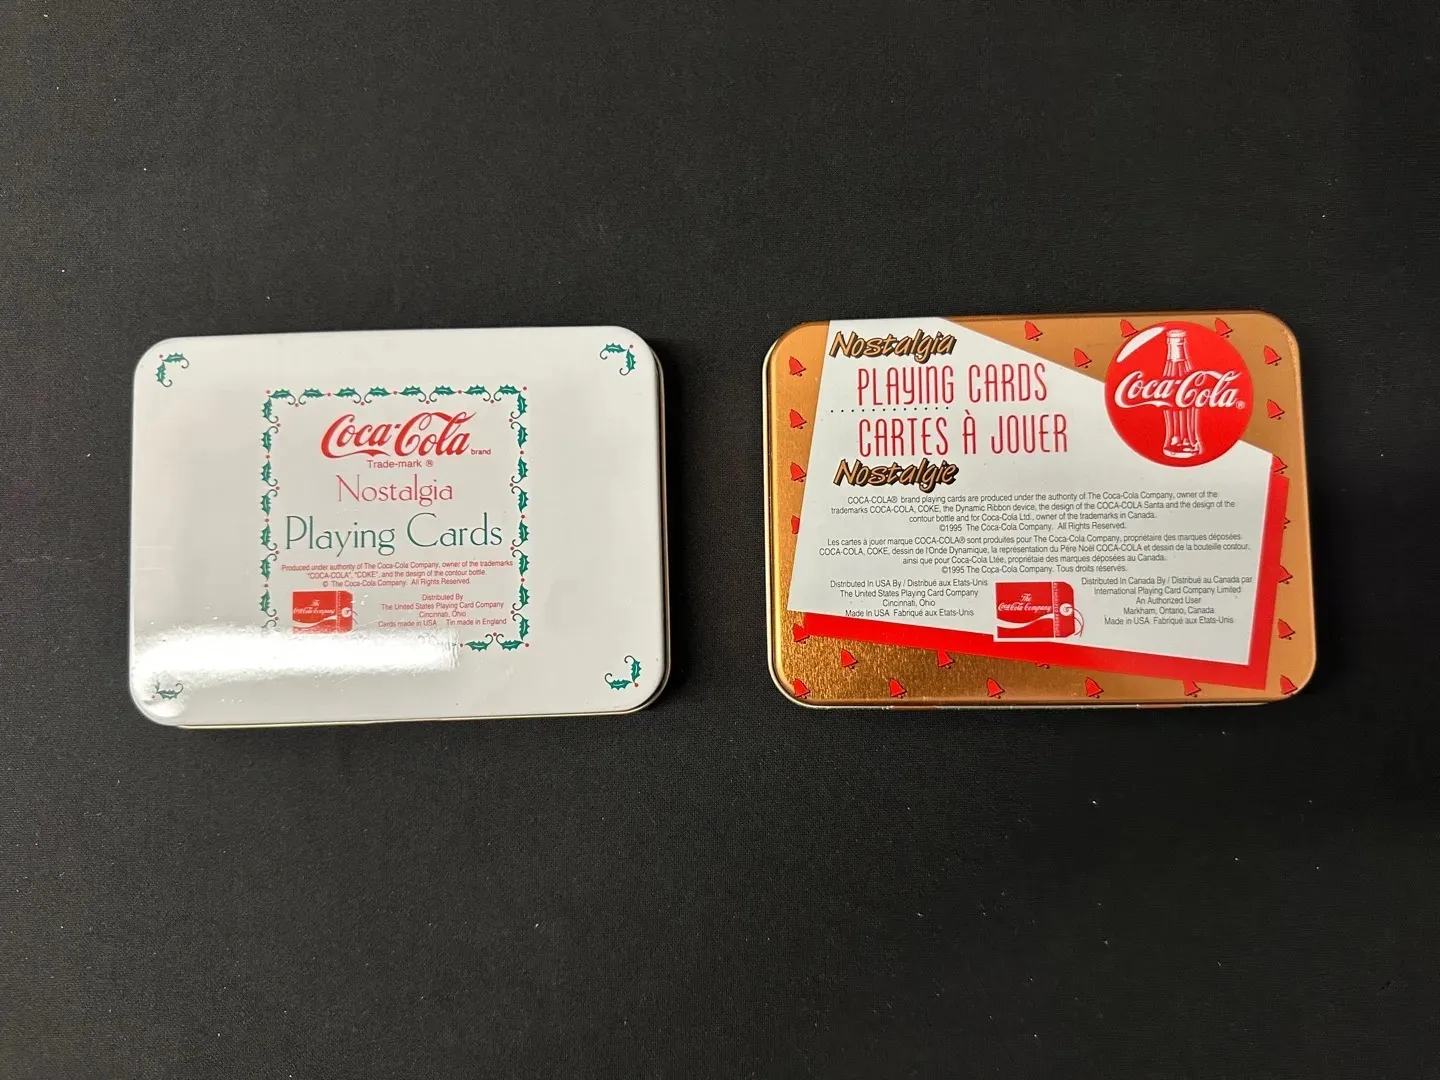 Coca-Cola brand
Trade-mark ®
Nostalgia
Playing Cards
Produced under authority of The Coca-Cola Company, owner of the trademarks
"COCA-COLA", "COKE", and the design of the contour bottle.
© The Coca-Cola Company. All Rights Reserved.
The
Coca-Cola Company
Distributed By
The United States Playing Card Company
Cincinnati, Ohio
Cards made in USA Tin made in England
Nostalgia
PLAYING CARDS
CARTES À JOUER
Nostalgie
Coca-Cola®
COCA-COLA® brand playing cards are produced under the authority of The Coca-Cola Company, owner of the
trademarks COCA-COLA, COKE, the Dynamic Ribbon device, the design of the COCA-COLA Santa and the design of the
contour bottle and for Coca-Cola Ltd., owner of the trademarks in Canada.
©1995 The Coca-Cola Company. All Rights Reserved.
Les cartes à jouer marque COCA-COLA® sont produites pour The Coca-Cola Company, propriétaire des marques déposées
COCA-COLA, COKE, dessin de l'Onde Dynamique, la représentation du Père Noël COCA-COLA et dessin de la bouteille contour,
ainsi que pour Coca-Cola Ltée, propriétaire des marques déposées au Canada.
©1995 The Coca-Cola Company. Tous droits réservés.
Distributed In USA By / Distribué aux Etats-Unis
The United States Playing Card Company
Cincinnati, Ohio
Made In USA Fabriqué aux Etats-Unis
The
Coca-Cola Company
Distributed In Canada By / Distribué au Canada par
International Playing Card Company Limited
An Authorized User
Markham, Ontario, Canada
Made in USA Fabriqué aux Etats-Unis